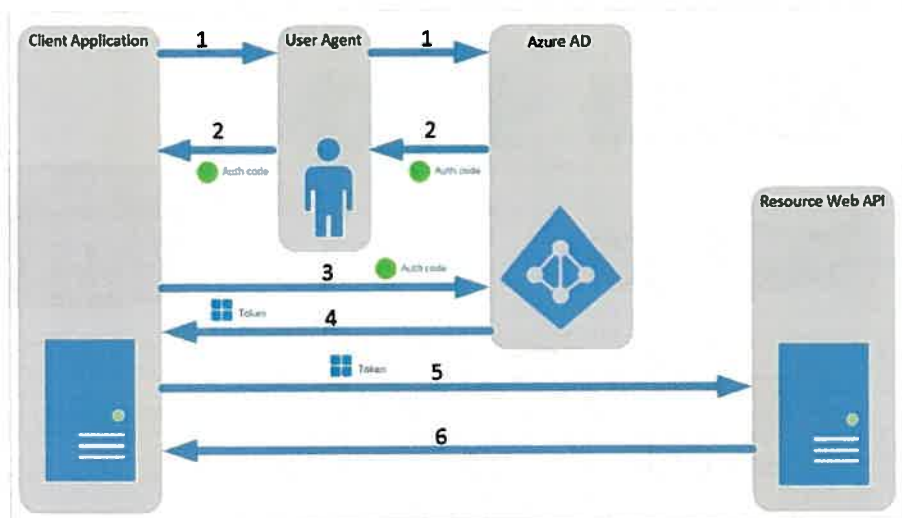 Client Application
1
User Agent
1
Azure AD
2
2
Auth code
Auth code
Resource Web API
3
Auth code
Token
4
Token
5
6